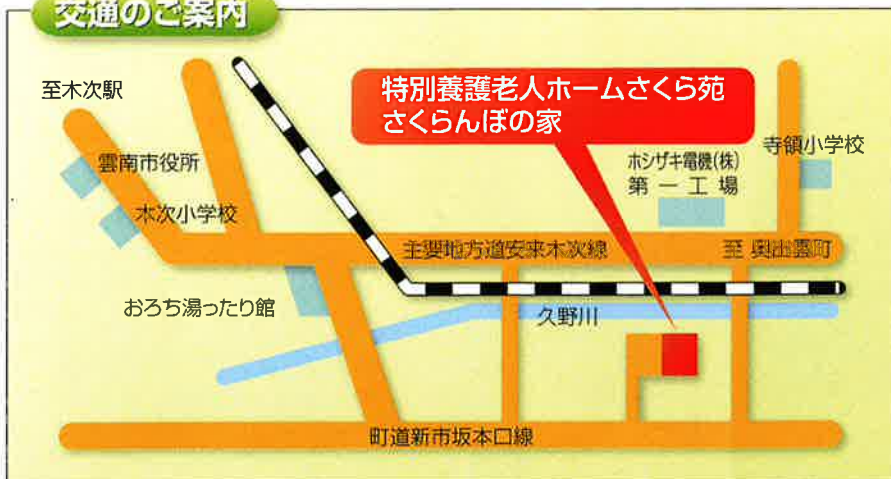 交通のご案内
至木次駅
特別養護老人ホームさくら苑
さくらんぼの家
雲南市役所
木次小学校
ホシザキ電機(株)
第一工場
寺領小学校
主要地方道安来木次線
至 奥出雲町
おろち湯ったり館
久野川
町道新市坂本口線